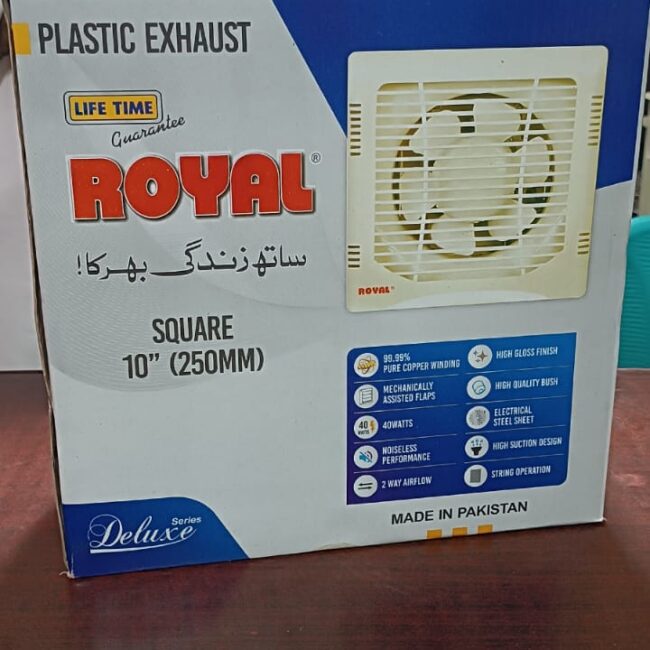 PLASTIC EXHAUST
LIFE TIME
Guarantee
ROYAL®
ساتھ زندگی بھر کا!
SQUARE
10" (250MM)
ROYAL®
99.99%
PURE COPPER WINDING
MECHANICALLY
ASSISTED FLAPS
40 WATTS
40WATTS
NOISELESS
PERFORMANCE
2 WAY AIRFLOW
HIGH GLOSS FINISH
HIGH QUALITY BUSH
ELECTRICAL
STEEL SHEET
HIGH SUCTION DESIGN
STRING OPERATION
MADE IN PAKISTAN
Series
Deluxe